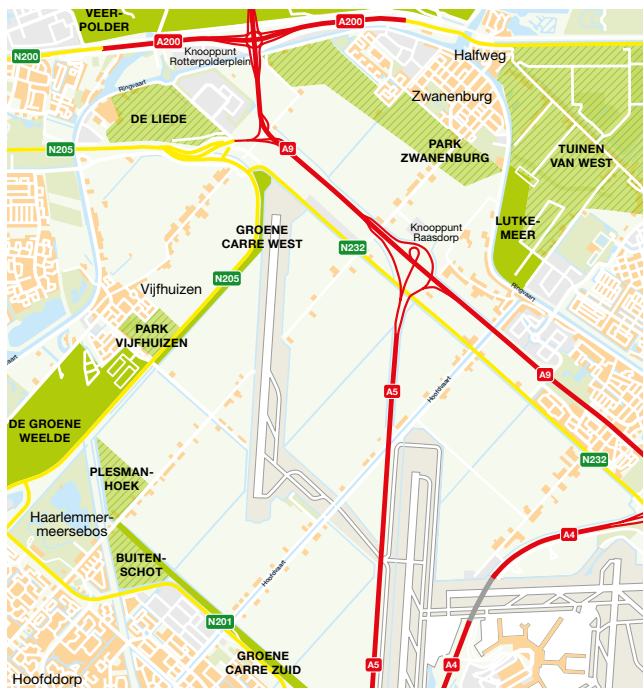 VEER-
POLDER
A200
A200
N200
Knooppunt
Rotterpolderplein
Halfweg
Ringvaart
Zwanenburg
DE LIEDE
N205
A9
PARK
ZWANENBURG
TUINEN
VAN WEST
GROENE
CARRE WEST
Knooppunt
Raasdorp
LUTKE-
MEER
N232
N205
Vijfhuizen
Ringvaart
PARK
VIJFHUIZEN
Ringvaart
A9
A5
Hoofdvaart
DE GROENE
WEELDE
N232
PLESMAN-
HOEK
Haarlemmer-
meersebos
A4
BUITEN-
SCHOT
Hoofdvaart
N201
GROENE
CARRE ZUID
A5
A4
Hoofddorp